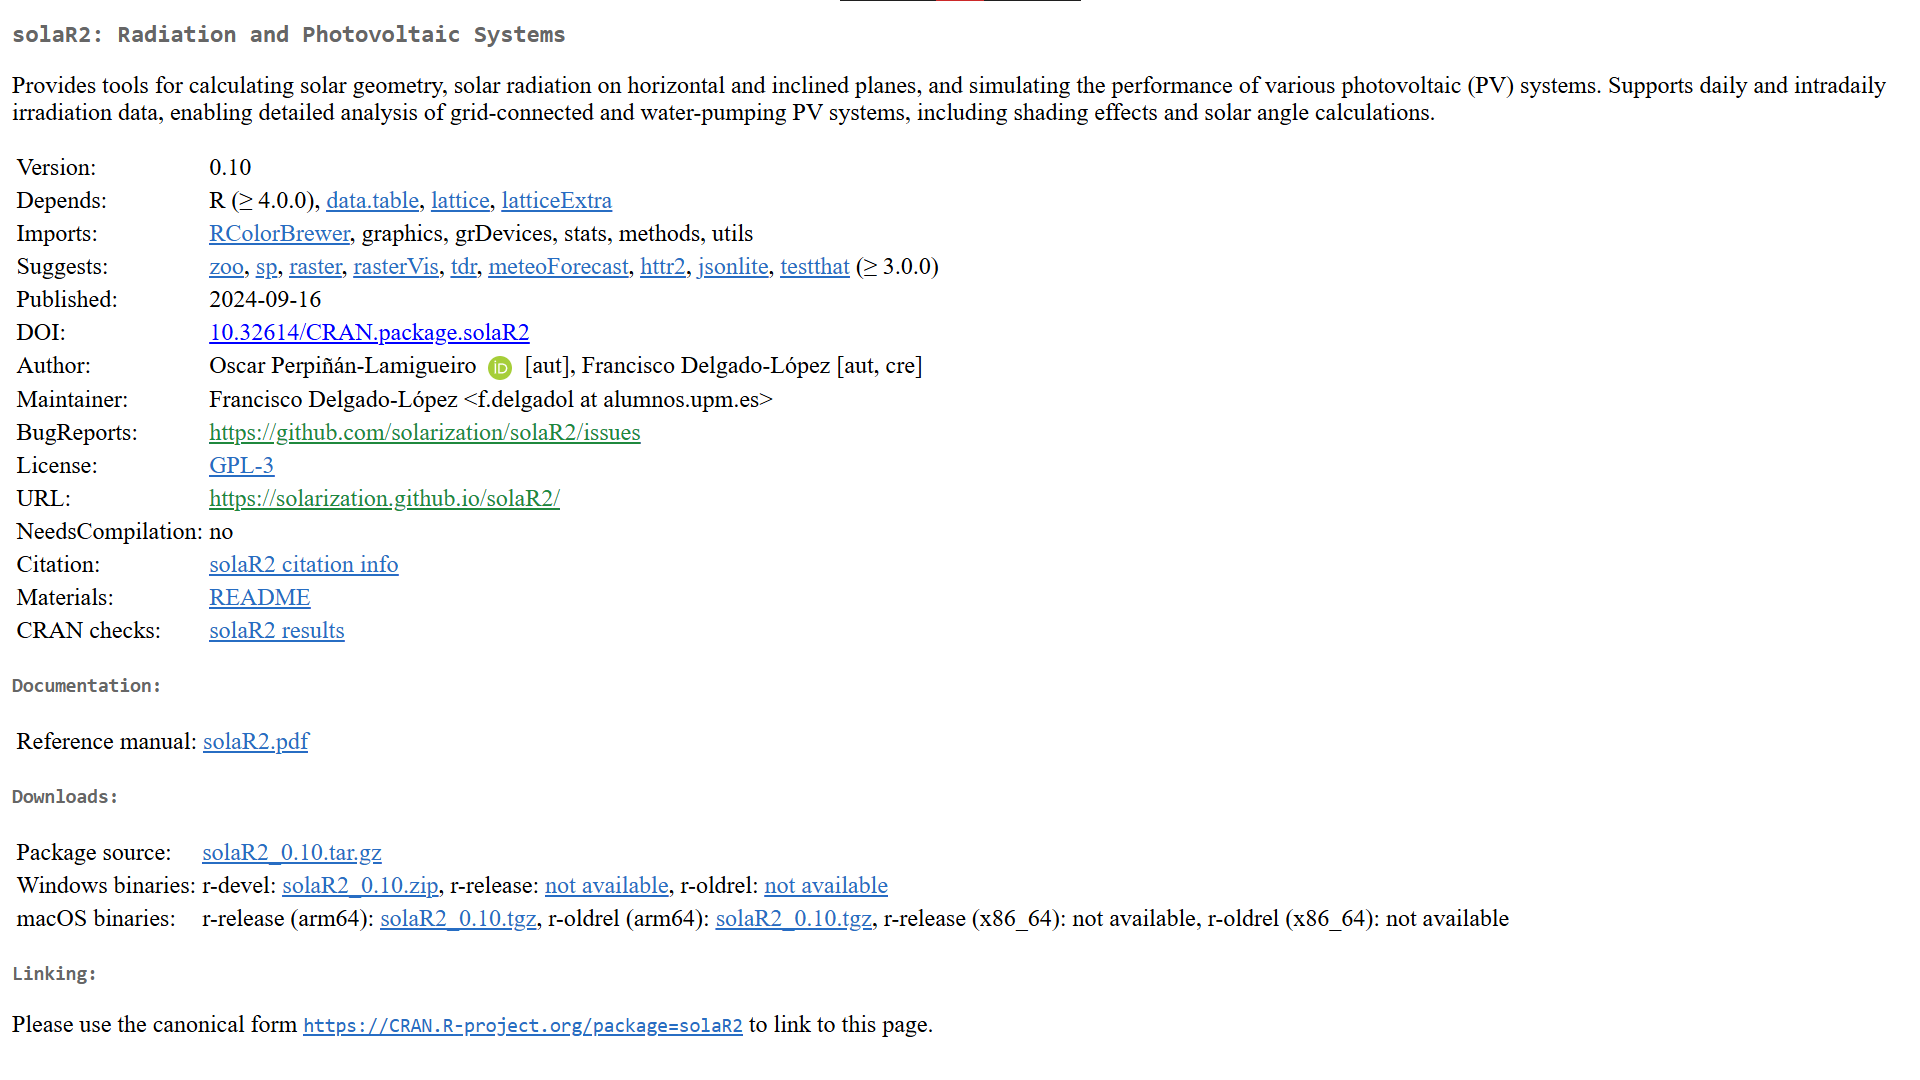 solaR2: Radiation and Photovoltaic Systems
Provides tools for calculating solar geometry, solar radiation on horizontal and inclined planes, and simulating the performance of various photovoltaic (PV) systems. Supports daily and intradaily
irradiation data, enabling detailed analysis of grid-connected and water-pumping PV systems, including shading effects and solar angle calculations.
Version: 0.10
Depends: R (≥ 4.0.0), data.table, lattice, latticeExtra
Imports: RColorBrewer, graphics, grDevices, stats, methods, utils
Suggests: zoo, sp, raster, rasterVis, tdr, meteoForecast, httr2, jsonlite, testthat (≥ 3.0.0)
Published: 2024-09-16
DOI: 10.32614/CRAN.package.solaR2
Author: Oscar Perpiñán-Lamigueiro iD [aut], Francisco Delgado-López [aut, cre]
Maintainer: Francisco Delgado-López <f.delgadol at alumnos.upm.es>
BugReports: https://github.com/solarization/solaR2/issues
License: GPL-3
URL: https://solarization.github.io/solaR2/
NeedsCompilation: no
Citation: solaR2 citation info
Materials: README
CRAN checks: solaR2 results
Documentation:
Reference manual: solaR2.pdf
Downloads:
Package source: solaR2_0.10.tar.gz
Windows binaries: r-devel: solaR2_0.10.zip, r-release: not available, r-oldrel: not available
macOS binaries: r-release (arm64): solaR2_0.10.tgz, r-oldrel (arm64): solaR2_0.10.tgz, r-release (x86_64): not available, r-oldrel (x86_64): not available
Linking:
Please use the canonical form https://CRAN.R-project.org/package=solaR2 to link to this page.